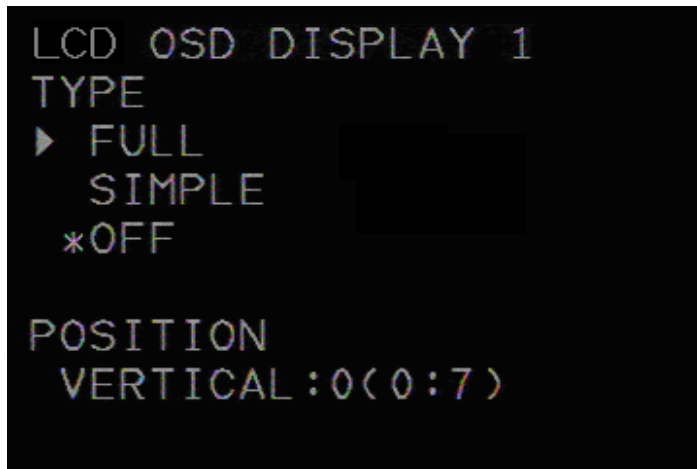 LCD OSD DISPLAY 1
TYPE
▶ FULL
SIMPLE
*OFF
POSITION
VERTICAL:0(0:7)